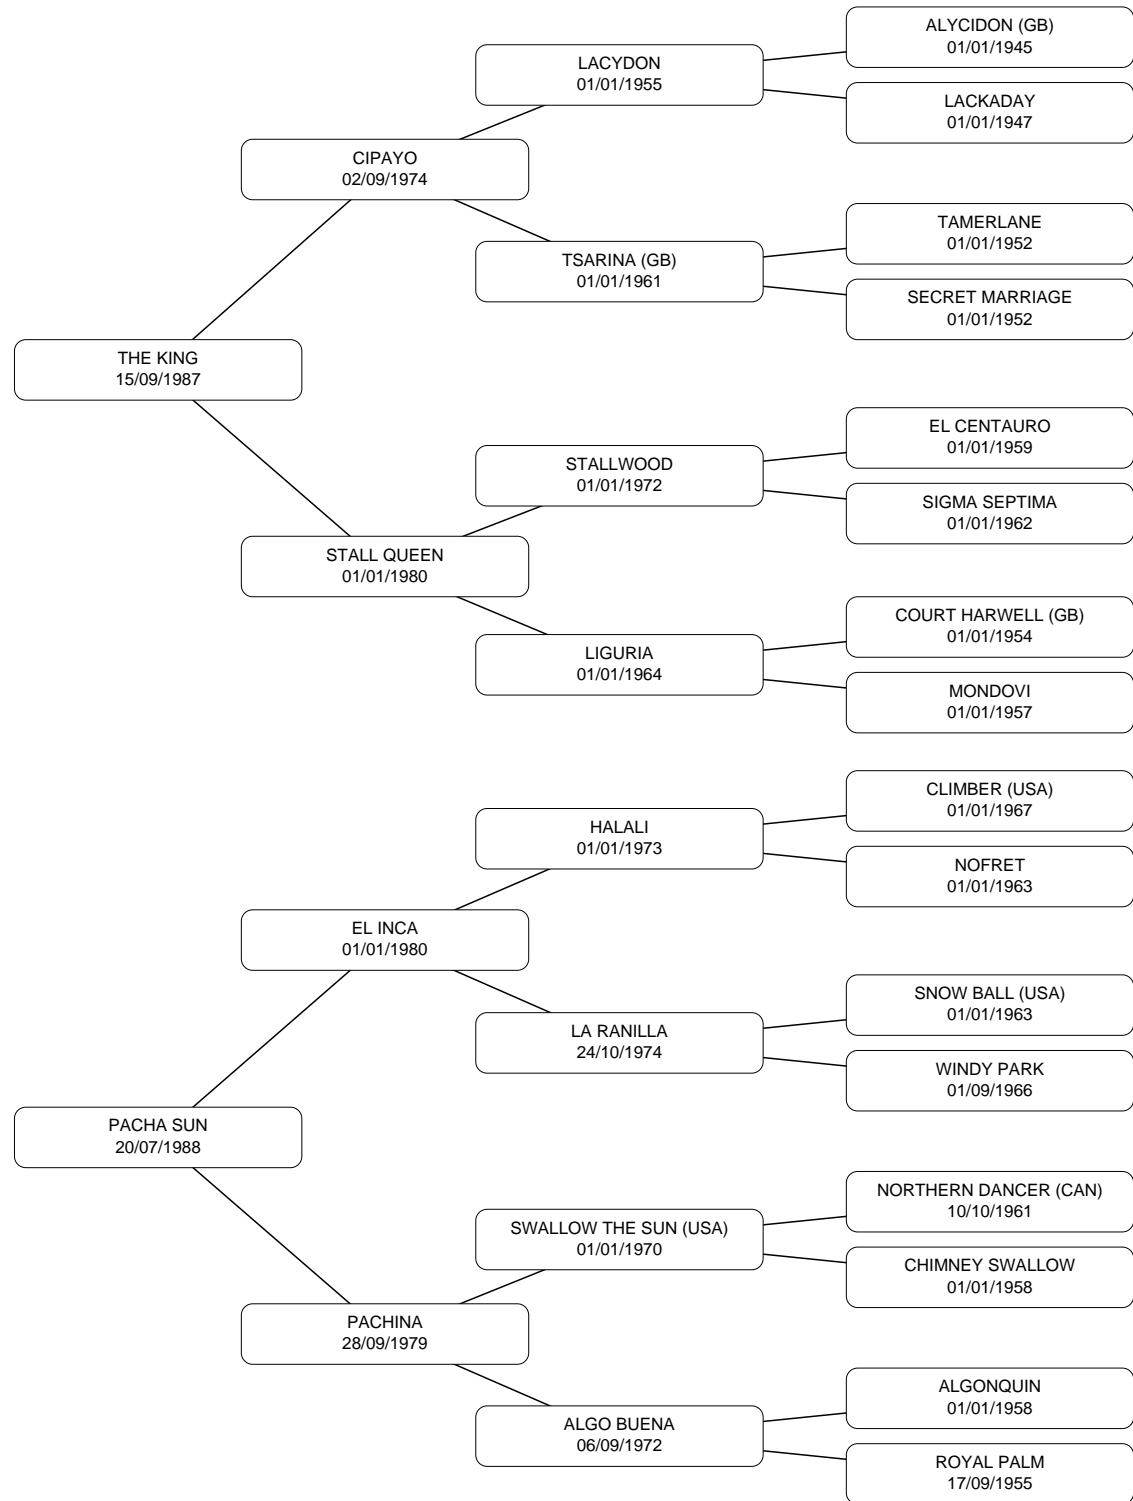 ALYCIDON (GB)
01/01/1945
LACYDON
01/01/1955
LACKADAY
01/01/1947
CIPAYO
02/09/1974
TAMERLANE
01/01/1952
TSARINA (GB)
01/01/1961
SECRET MARRIAGE
01/01/1952
THE KING
15/09/1987
EL CENTAURO
01/01/1959
STALLWOOD
01/01/1972
SIGMA SEPTIMA
01/01/1962
STALL QUEEN
01/01/1980
COURT HARWELL (GB)
01/01/1954
LIGURIA
01/01/1964
MONDOVI
01/01/1957
CLIMBER (USA)
01/01/1967
HALALI
01/01/1973
NOFRET
01/01/1963
EL INCA
01/01/1980
SNOW BALL (USA)
01/01/1963
LA RANILLA
24/10/1974
WINDY PARK
01/09/1966
PACHA SUN
20/07/1988
NORTHERN DANCER (CAN)
10/10/1961
SWALLOW THE SUN (USA)
01/01/1970
CHIMNEY SWALLOW
01/01/1958
PACHINA
28/09/1979
ALGONQUIN
01/01/1958
ALGO BUENA
06/09/1972
ROYAL PALM
17/09/1955